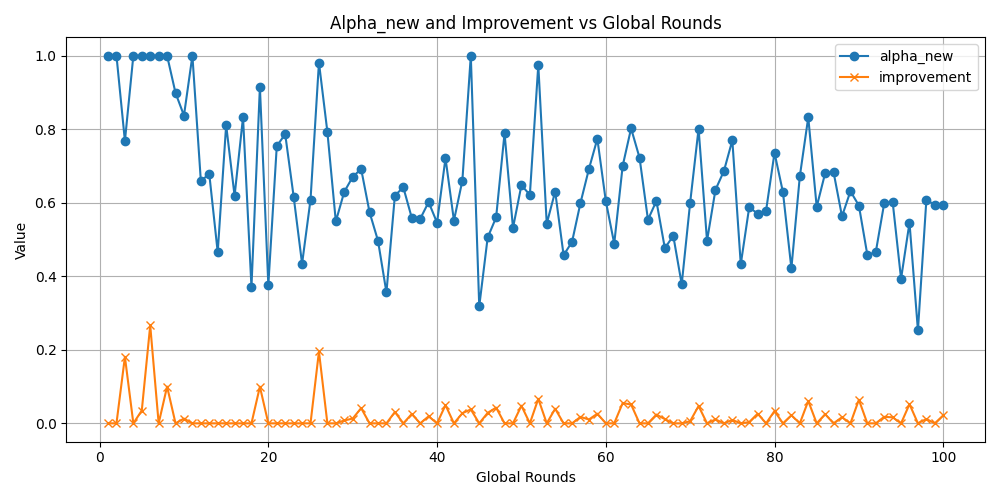 Alpha_new and Improvement vs Global Rounds
alpha_new
improvement
Value
1.0
0.8
0.6
0.4
0.2
0.0
0 20 40 60 80 100
Global Rounds